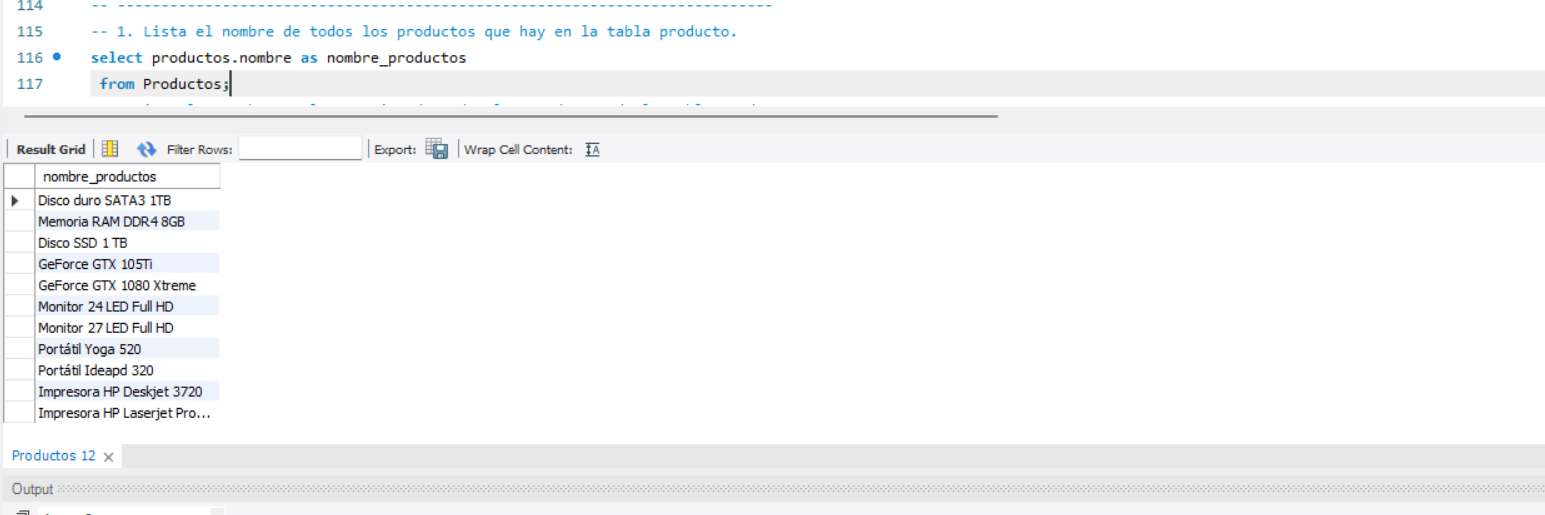 114 -- -----------------------------------------------------------------------------
115 -- 1. Lista el nombre de todos los productos que hay en la tabla producto.
116 select productos.nombre as nombre_productos
117 from Productos;
Result Grid Filter Rows: Export: Wrap Cell Content:
nombre_productos
Disco duro SATA3 1TB
Memoria RAM DDR4 8GB
Disco SSD 1 TB
GeForce GTX 105Ti
GeForce GTX 1080 Xtreme
Monitor 24 LED Full HD
Monitor 27 LED Full HD
Portátil Yoga 520
Portátil Ideapd 320
Impresora HP Deskjet 3720
Impresora HP Laserjet Pro...
Productos 12
Output